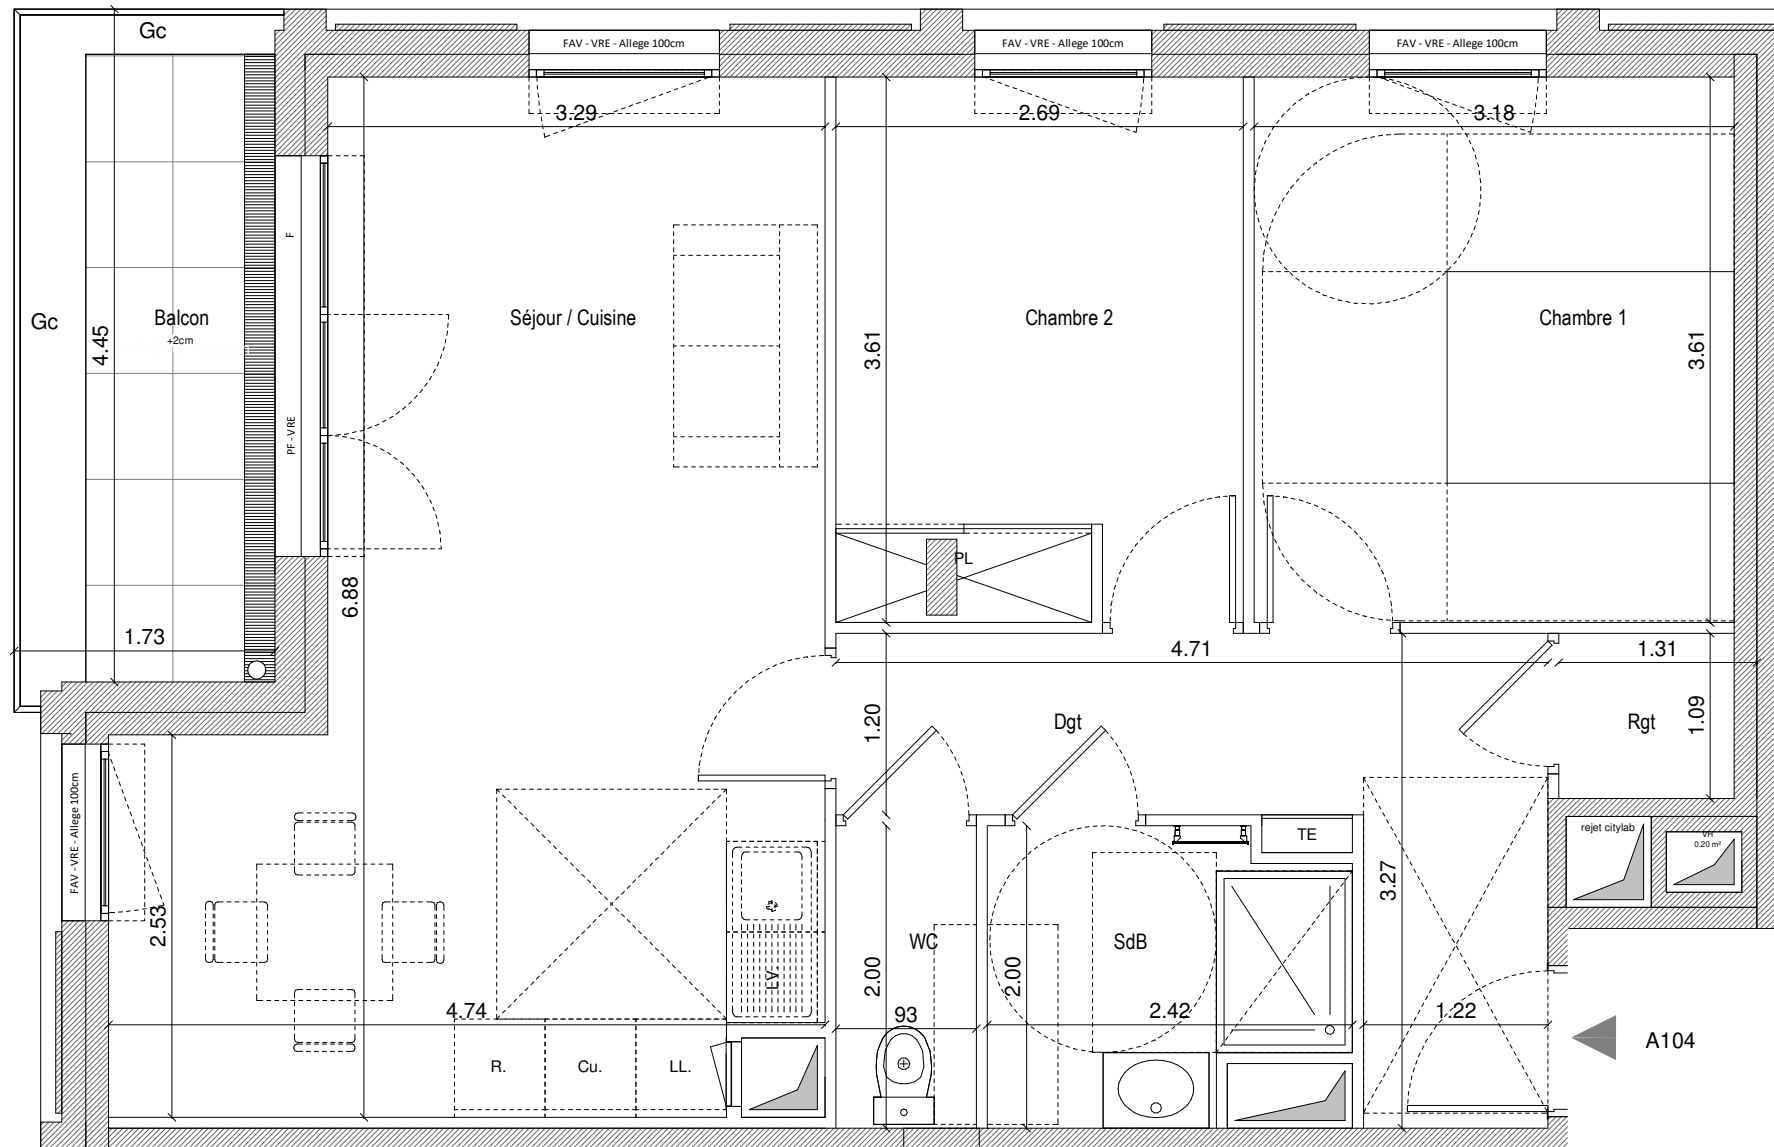 Gc
FAV - VRE - Allege 100cm
FAV - VRE - Allege 100cm
FAV - VRE - Allege 100cm
3.29
2.69
3.18
F
Gc
Balcon
+2cm
4.45
Séjour / Cuisine
Chambre 2
Chambre 1
3.61
3.61
PF - VRE
PL
6.88
1.73
4.71
1.31
1.20
Dgt
Rgt
1.09
FAV - VRE - Allege 100cm
TE
rejet citylab
VH
0.20 m²
3.27
2.53
WC
SdB
LV
2.00
2.00
4.74
93
2.42
1.22
A104
R.
Cu.
LL.